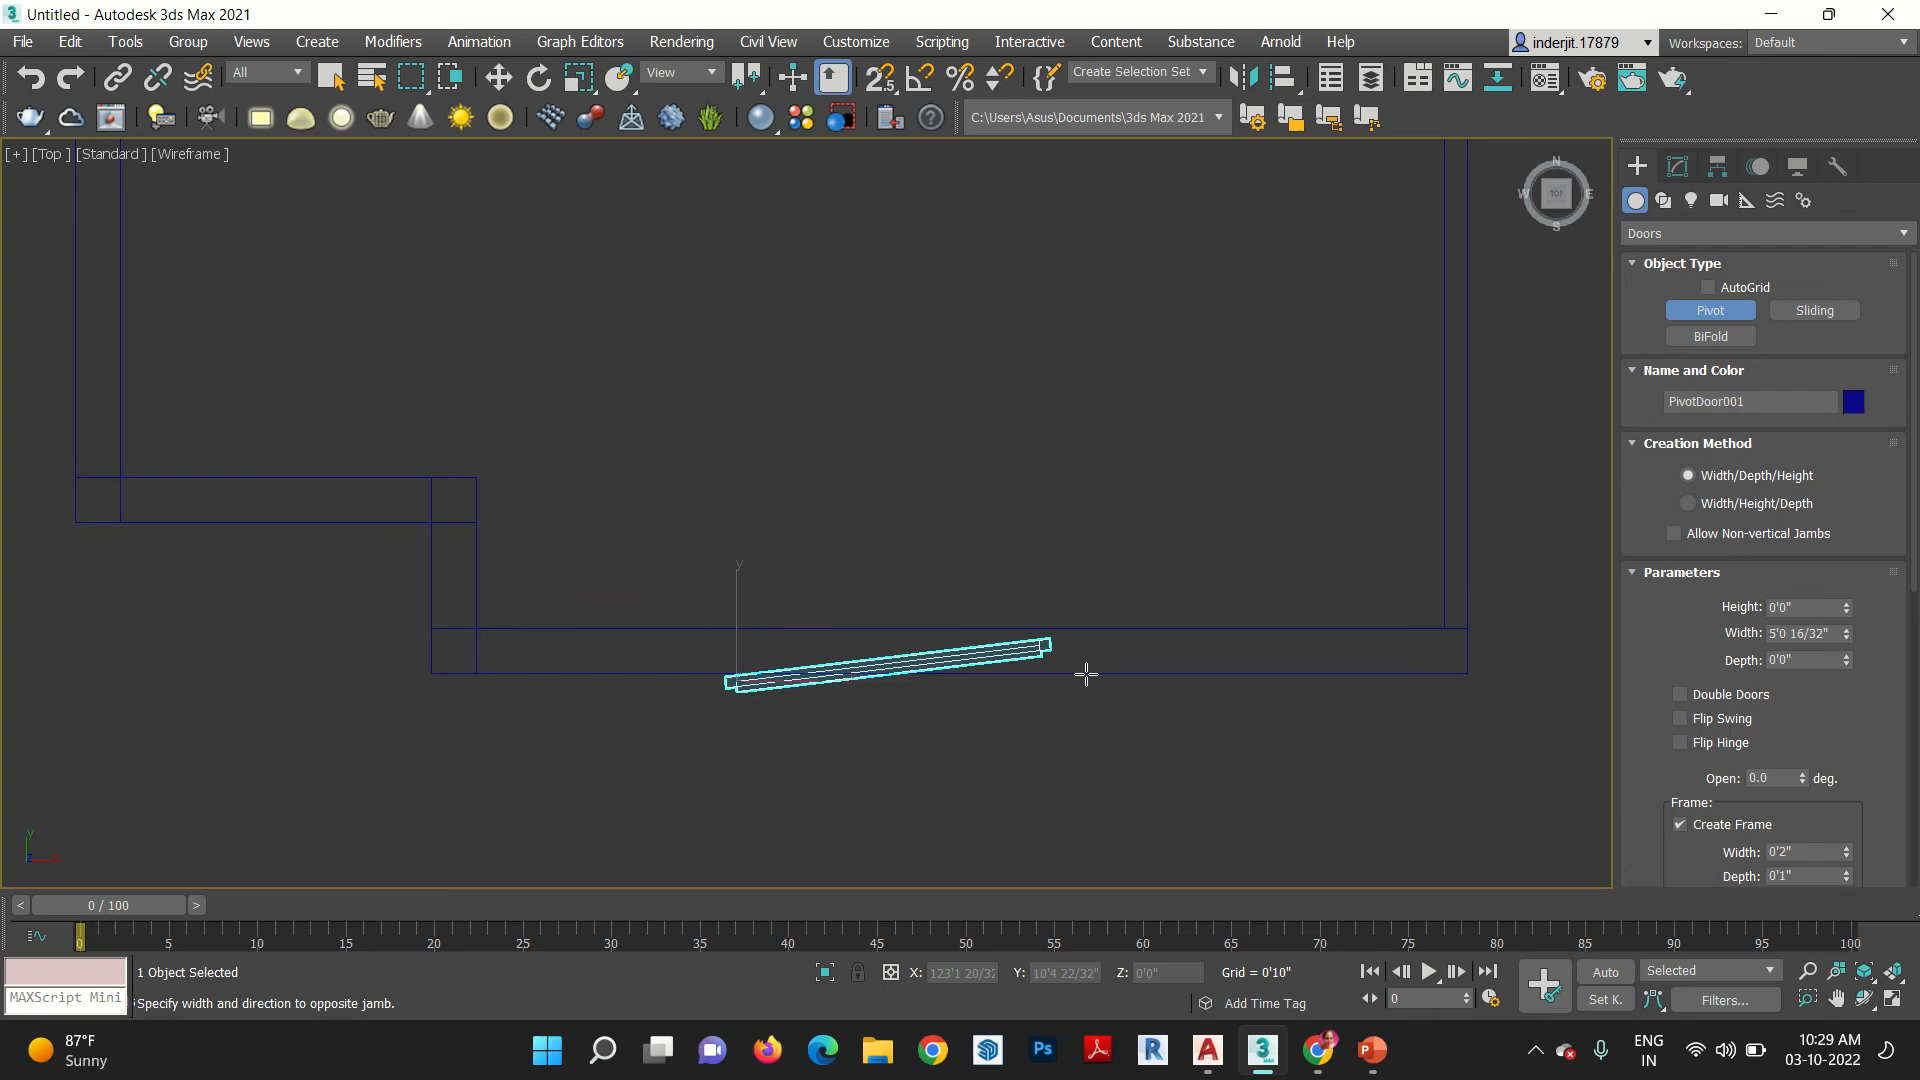 Untitled - Autodesk 3ds Max 2021
File Edit Tools Group Views Create Modifiers Animation Graph Editors Rendering Civil View Customize Scripting Interactive Content Substance Arnold Help
inderjit.17879 Workspaces: Default
All View Create Selection Set
C:\Users\Asus\Documents\3ds Max 2021
[+] [Top ] [Standard ] [Wireframe ]
N
W TOP E
S
Doors
Object Type
AutoGrid
Pivot Sliding
BiFold
Name and Color
PivotDoor001
Creation Method
Width/Depth/Height
Width/Height/Depth
Allow Non-vertical Jambs
Parameters
Height: 0'0"
Width: 5'0 16/32"
Depth: 0'0"
Double Doors
Flip Swing
Flip Hinge
Open: 0.0 deg.
Frame:
Create Frame
Width: 0'2"
Depth: 0'1"
y
y
z x
< 0 / 100 >
0 5 10 15 20 25 30 35 40 45 50 55 60 65 70 75 80 85 90 95 100
1 Object Selected
X: 123'1 20/32 Y: 10'4 22/32" Z: 0'0" Grid = 0'10"
Auto Selected
MAXScript Mini
Specify width and direction to opposite jamb.
Add Time Tag
0
Set K. Filters...
87°F
Sunny
ENG
IN
10:29 AM
03-10-2022